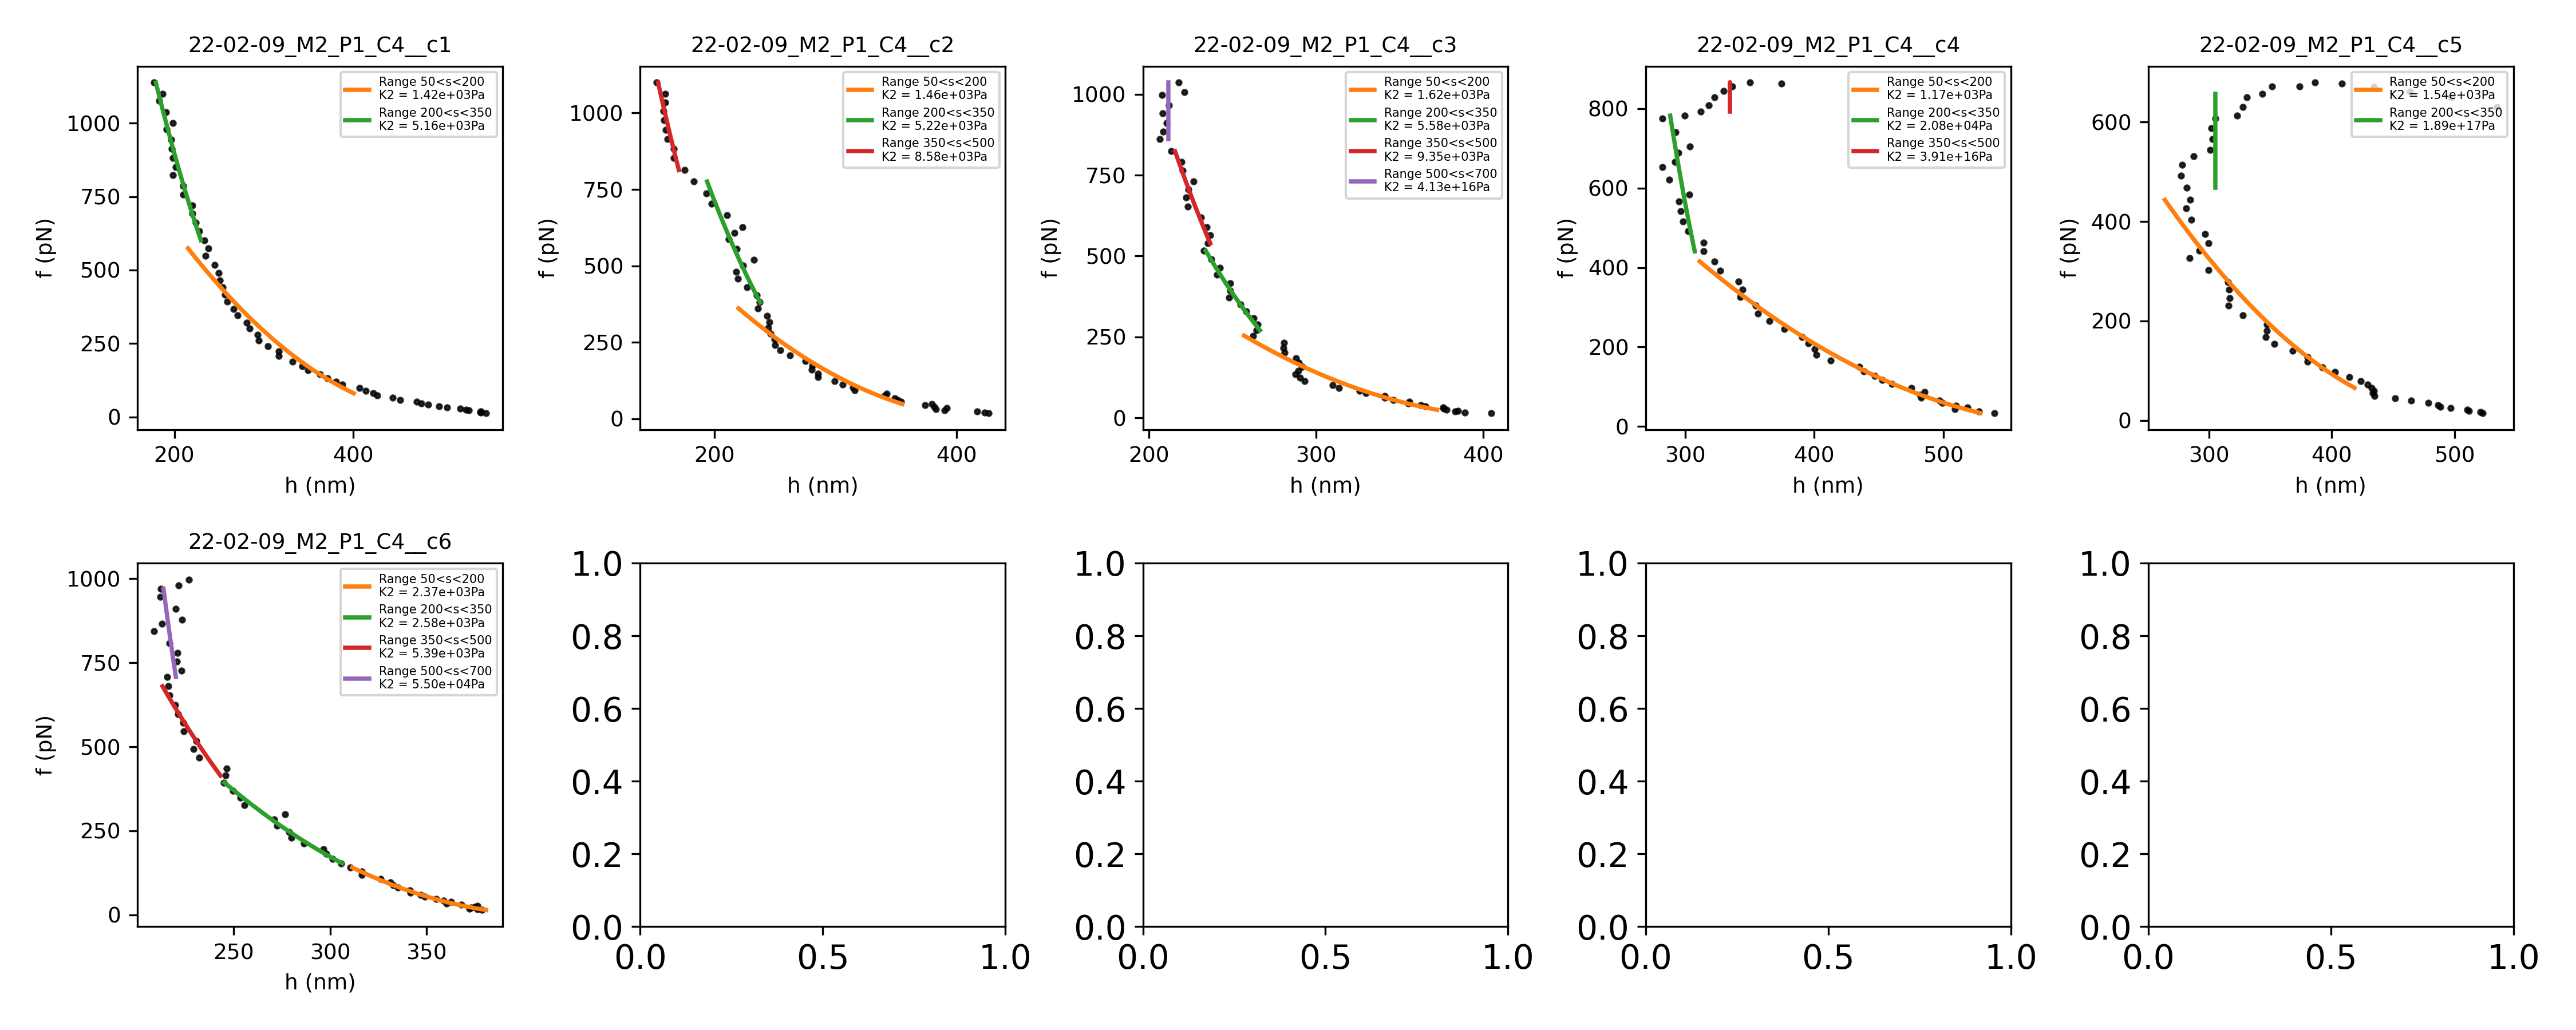 22-02-09_M2_P1_C4__c1
f (pN)
1000
750
500
250
0
200 400
h (nm)
Range 50<s<200
K2 = 1.42e+03Pa
Range 200<s<350
K2 = 5.16e+03Pa
22-02-09_M2_P1_C4__c2
f (pN)
1000
750
500
250
0
200 400
h (nm)
Range 50<s<200
K2 = 1.46e+03Pa
Range 200<s<350
K2 = 5.22e+03Pa
Range 350<s<500
K2 = 8.58e+03Pa
22-02-09_M2_P1_C4__c3
f (pN)
1000
750
500
250
0
200 300 400
h (nm)
Range 50<s<200
K2 = 1.62e+03Pa
Range 200<s<350
K2 = 5.58e+03Pa
Range 350<s<500
K2 = 9.35e+03Pa
Range 500<s<700
K2 = 4.13e+16Pa
22-02-09_M2_P1_C4__c4
f (pN)
800
600
400
200
0
300 400 500
h (nm)
Range 50<s<200
K2 = 1.17e+03Pa
Range 200<s<350
K2 = 2.08e+04Pa
Range 350<s<500
K2 = 3.91e+16Pa
22-02-09_M2_P1_C4__c5
f (pN)
600
400
200
0
300 400 500
h (nm)
Range 50<s<200
K2 = 1.54e+03Pa
Range 200<s<350
K2 = 1.89e+17Pa
22-02-09_M2_P1_C4__c6
f (pN)
1000
750
500
250
0
250 300 350
h (nm)
Range 50<s<200
K2 = 2.37e+03Pa
Range 200<s<350
K2 = 2.58e+03Pa
Range 350<s<500
K2 = 5.39e+03Pa
Range 500<s<700
K2 = 5.50e+04Pa
1.0
0.8
0.6
0.4
0.2
0.0
0.0 0.5 1.0
1.0
0.8
0.6
0.4
0.2
0.0
0.0 0.5 1.0
1.0
0.8
0.6
0.4
0.2
0.0
0.0 0.5 1.0
1.0
0.8
0.6
0.4
0.2
0.0
0.0 0.5 1.0